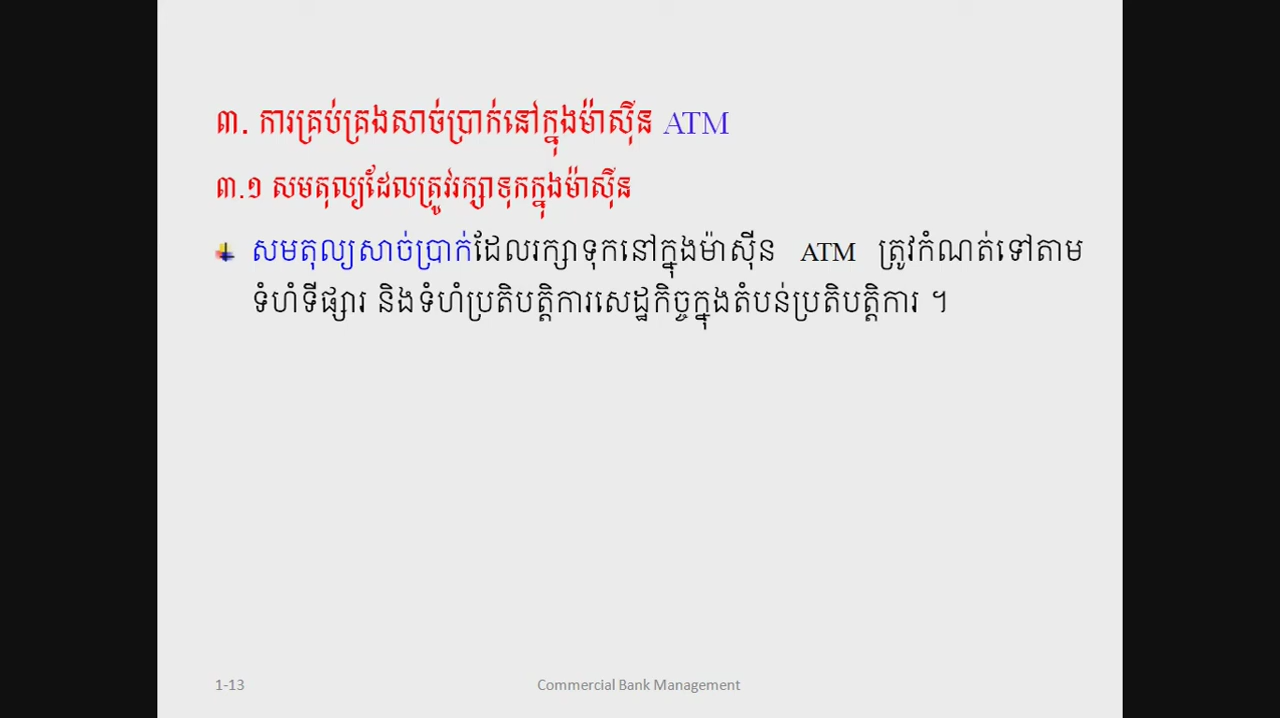 ៣. ការគ្រប់គ្រងសាច់ប្រាក់នៅក្នុងម៉ាស៊ីន ATM
៣.១ សមតុល្យដែលត្រូវរក្សាទុកក្នុងម៉ាស៊ីន
សមតុល្យសាច់ប្រាក់ដែលរក្សាទុកនៅក្នុងម៉ាស៊ីន ATM ត្រូវកំណត់ទៅតាម
ទំហំទីផ្សារ និងទំហំប្រតិបត្តិការសេដ្ឋកិច្ចក្នុងតំបន់ប្រតិបត្តិការ ។
1-13
Commercial Bank Management